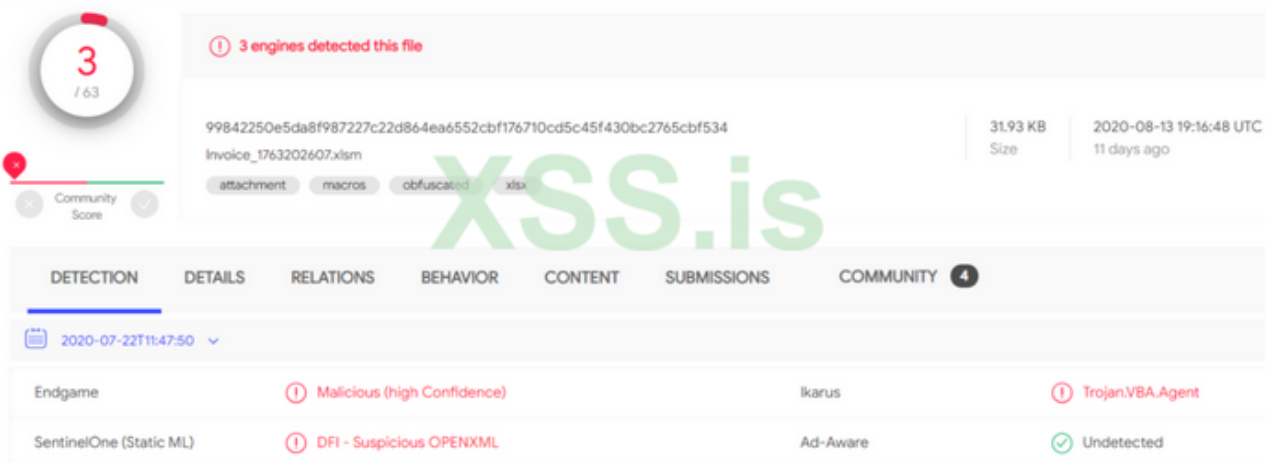 3
/ 63
3 engines detected this file
99842250e5da8f987227c22d864ea6552cbf176710cd5c45f430bc2765cbf534
Invoice_1763202607.xlsm
attachment macros obfuscated xlsx
31.93 KB
Size
2020-08-13 19:16:48 UTC
11 days ago
Community
Score
XSS.is
DETECTION DETAILS RELATIONS BEHAVIOR CONTENT SUBMISSIONS COMMUNITY 4
2020-07-22T11:47:50
Endgame Malicious (high Confidence) Ikarus Trojan.VBA.Agent
SentinelOne (Static ML) DFI - Suspicious OPENXML Ad-Aware Undetected